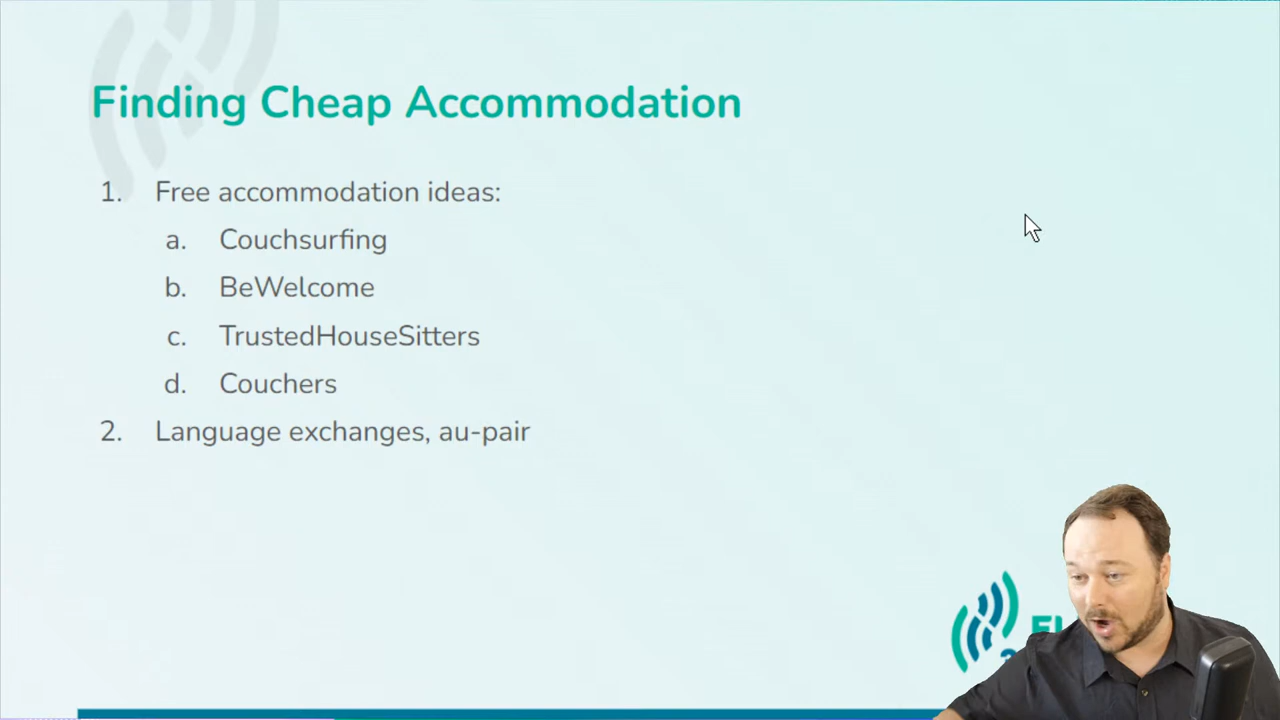 Finding Cheap Accommodation
1. Free accommodation ideas:
a. Couchsurfing
b. BeWelcome
c. TrustedHouseSitters
d. Couchers
2. Language exchanges, au-pair